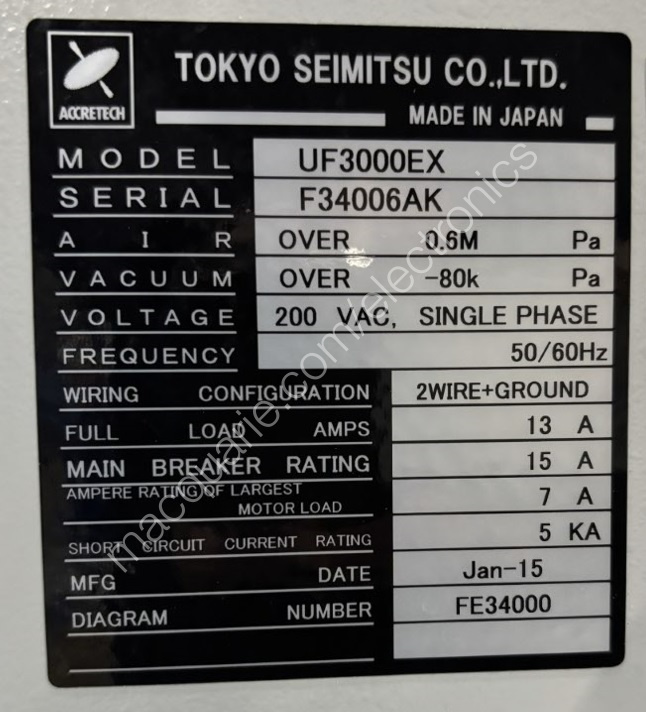 ACCRETECH
TOKYO SEIMITSU CO.,LTD.
MADE IN JAPAN
MODEL UF3000EX
SERIAL F34006AK
AIR OVER 0.6M Pa
VACUUM OVER -80k Pa
VOLTAGE 200 VAC, SINGLE PHASE
FREQUENCY 50/60Hz
WIRING CONFIGURATION 2WIRE+GROUND
FULL LOAD AMPS 13 A
MAIN BREAKER RATING 15 A
AMPERE RATING OF LARGEST
MOTOR LOAD 7 A
SHORT CIRCUIT CURRENT RATING 5 KA
MFG DATE Jan-15
DIAGRAM NUMBER FE34000
macquarie.com/electronics